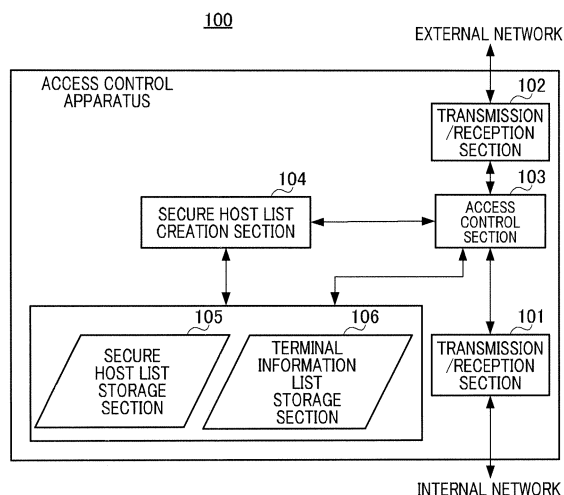 100
EXTERNAL NETWORK
ACCESS CONTROL
APPARATUS
102
TRANSMISSION
/RECEPTION
SECTION
103
ACCESS
CONTROL
SECTION
104
SECURE HOST LIST
CREATION SECTION
105
SECURE
HOST LIST
STORAGE
SECTION
106
TERMINAL
INFORMATION
LIST
STORAGE
SECTION
101
TRANSMISSION
/RECEPTION
SECTION
INTERNAL NETWORK